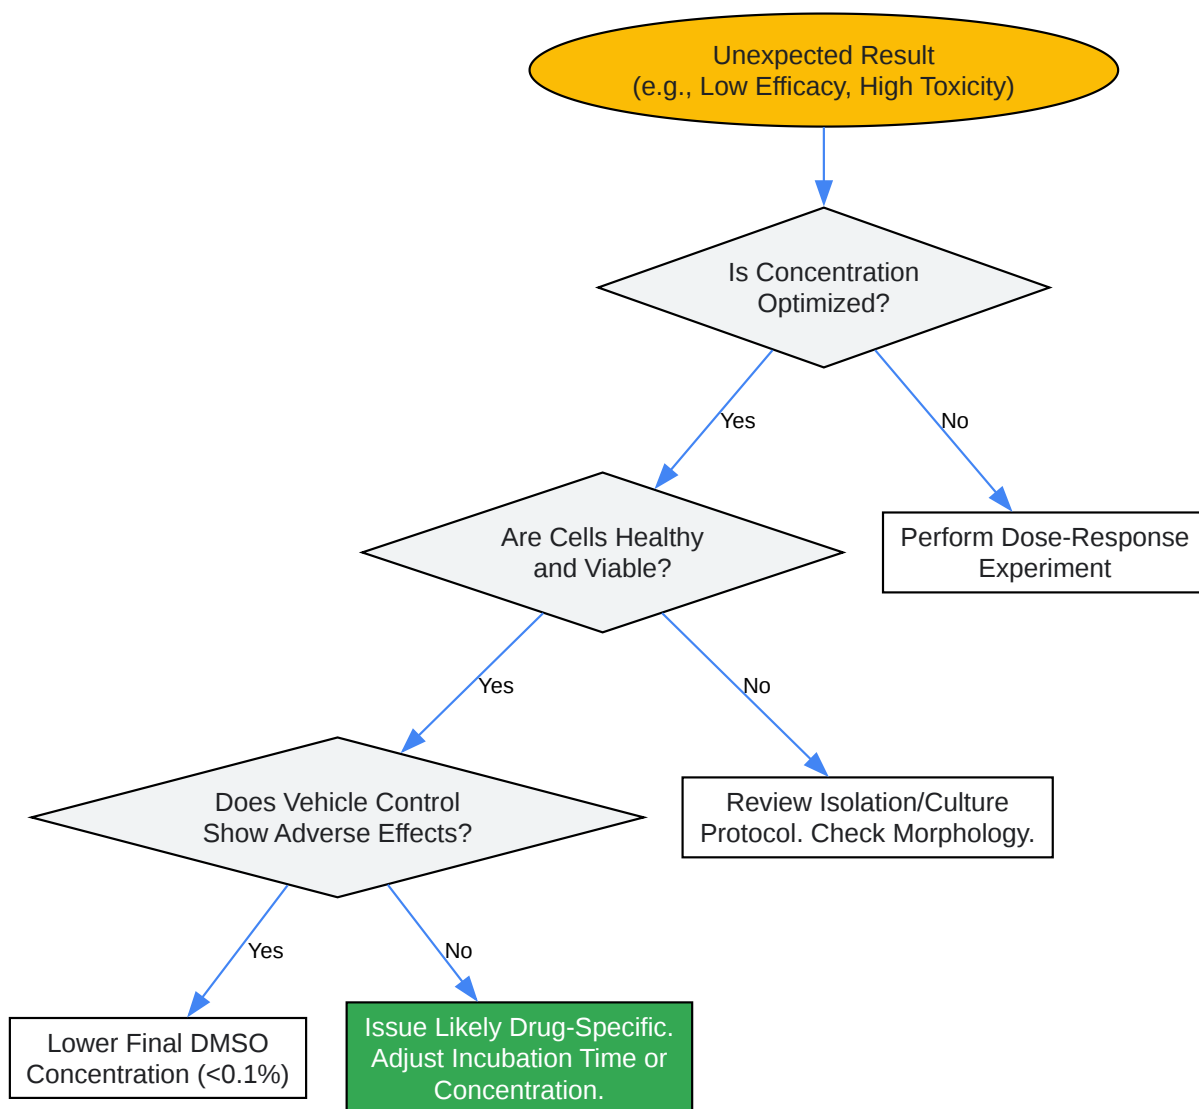 Unexpected Result
(e.g., Low Efficacy, High Toxicity)
Is Concentration
Optimized?
Yes
No
Are Cells Healthy
and Viable?
Perform Dose-Response
Experiment
Yes
No
Does Vehicle Control
Show Adverse Effects?
Review Isolation/Culture
Protocol. Check Morphology.
Yes
No
Lower Final DMSO
Concentration (<0.1%)
Issue Likely Drug-Specific.
Adjust Incubation Time or
Concentration.